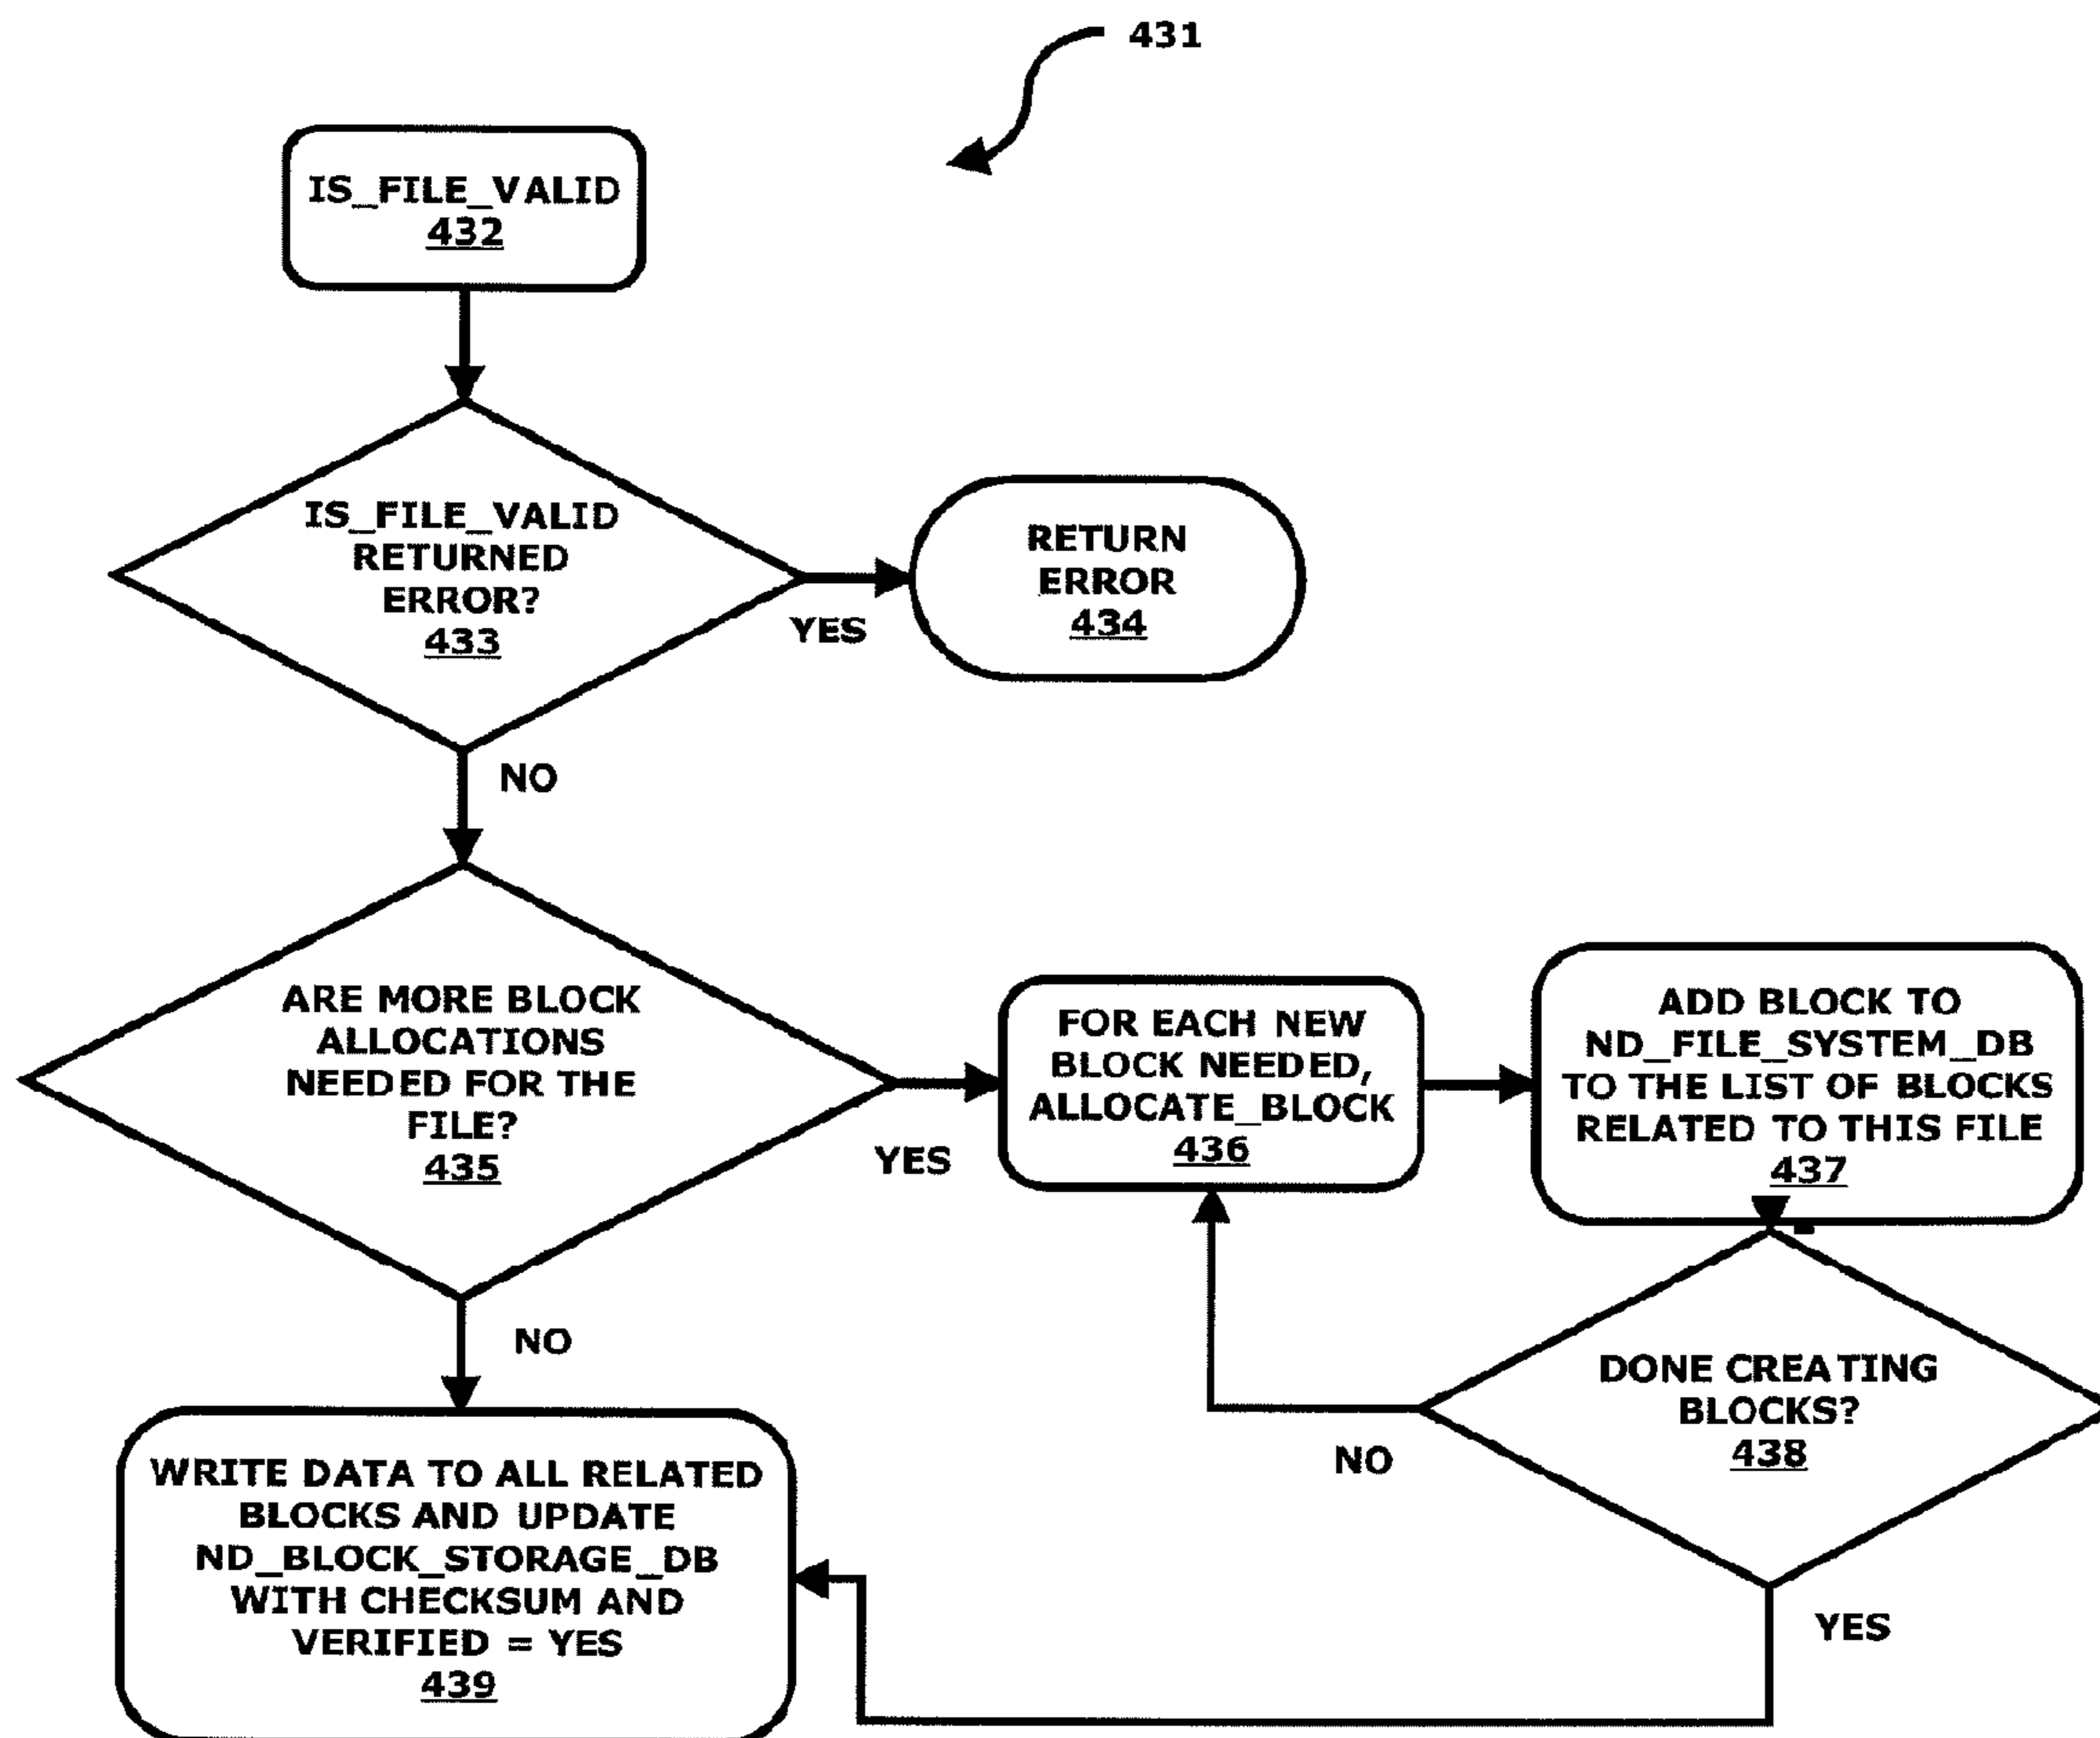 431
IS_FILE_VALID
432
IS_FILE_VALID
RETURNED
ERROR?
433
YES
RETURN
ERROR
434
NO
ARE MORE BLOCK
ALLOCATIONS
NEEDED FOR THE
FILE?
435
YES
FOR EACH NEW
BLOCK NEEDED,
ALLOCATE_BLOCK
436
ADD BLOCK TO
ND_FILE_SYSTEM_DB
TO THE LIST OF BLOCKS
RELATED TO THIS FILE
437
DONE CREATING
BLOCKS?
438
NO
YES
NO
WRITE DATA TO ALL RELATED
BLOCKS AND UPDATE
ND_BLOCK_STORAGE_DB
WITH CHECKSUM AND
VERIFIED = YES
439